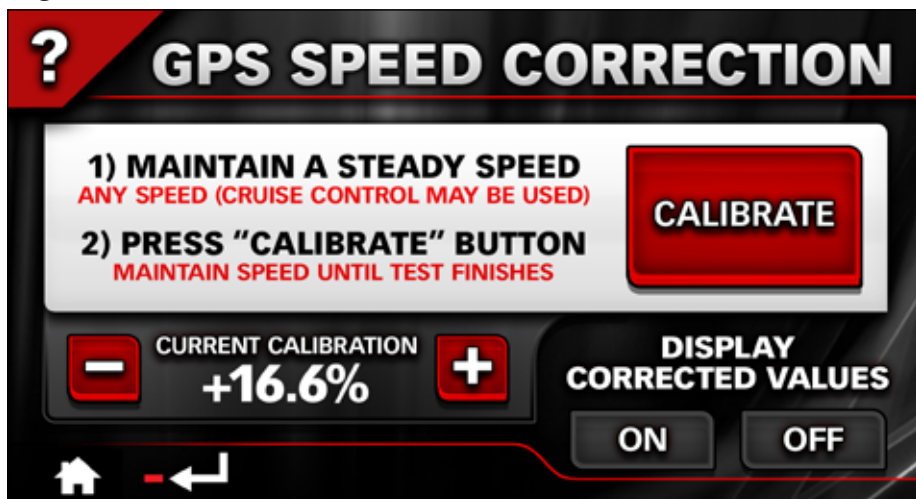 ?
GPS SPEED CORRECTION
1) MAINTAIN A STEADY SPEED
ANY SPEED (CRUISE CONTROL MAY BE USED)
2) PRESS "CALIBRATE" BUTTON
MAINTAIN SPEED UNTIL TEST FINISHES
CALIBRATE
CURRENT CALIBRATION
- +16.6% +
DISPLAY
CORRECTED VALUES
ON OFF